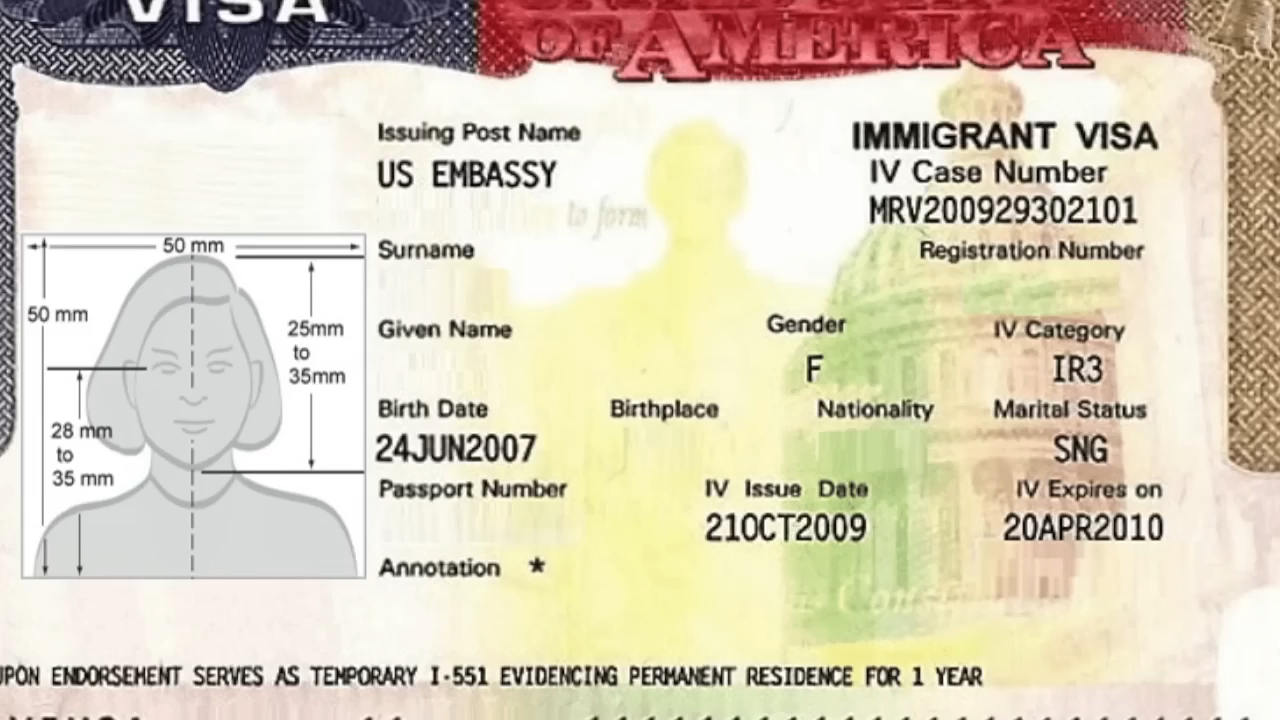 VISA
OF AMERICA
Issuing Post Name
US EMBASSY
IMMIGRANT VISA
IV Case Number
MRV200929302101
to form
Surname
Registration Number
Given Name
Gender
F
IV Category
IR3
Birth Date
24JUN2007
Birthplace
Nationality
Marital Status
SNG
Passport Number
IV Issue Date
21OCT2009
IV Expires on
20APR2010
Annotation *
UPON ENDORSEMENT SERVES AS TEMPORARY I-551 EVIDENCING PERMANENT RESIDENCE FOR 1 YEAR
50 mm
50 mm
25mm
to
35mm
28 mm
to
35 mm